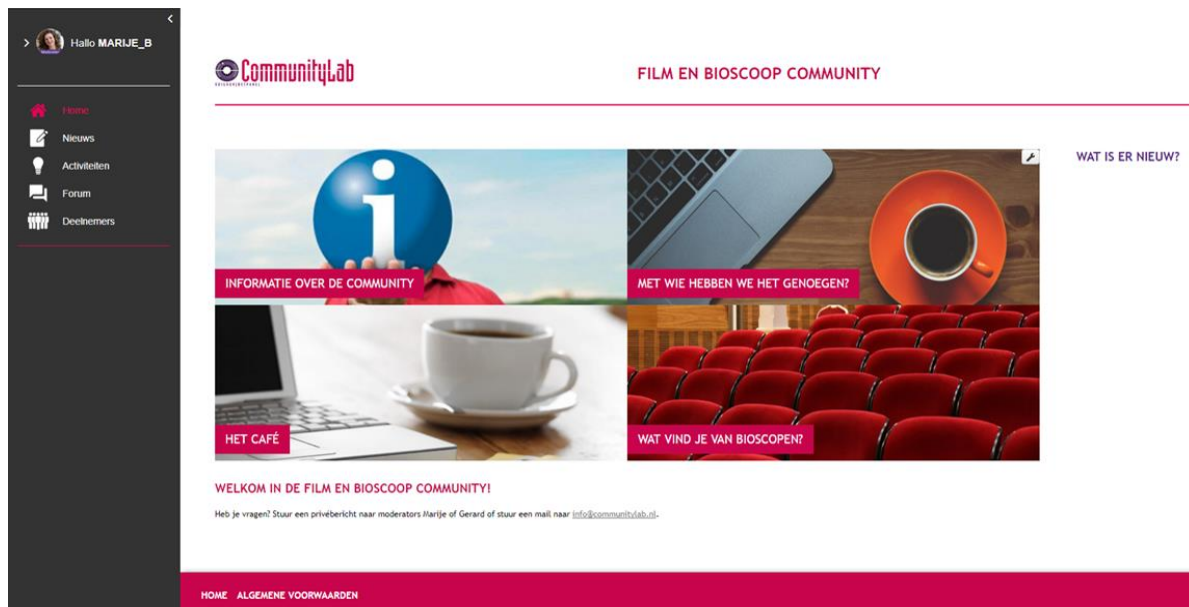 Hallo MARIJE_B
Home
Nieuws
Activiteiten
Forum
Deelnemers
CommunityLab
FILM EN BIOSCOOP COMMUNITY
INFORMATIE OVER DE COMMUNITY
MET WIE HEBBEN WE HET GENOEGEN?
WAT IS ER NIEUW?
HET CAFÉ
WAT VIND JE VAN BIOSCOPEN?
WELKOM IN DE FILM EN BIOSCOOP COMMUNITY!
Heb je vragen? Stuur een privébericht naar moderators Marije of Gerard of stuur een mail naar info@communitylab.nl.
HOME ALGEMENE VOORWAARDEN